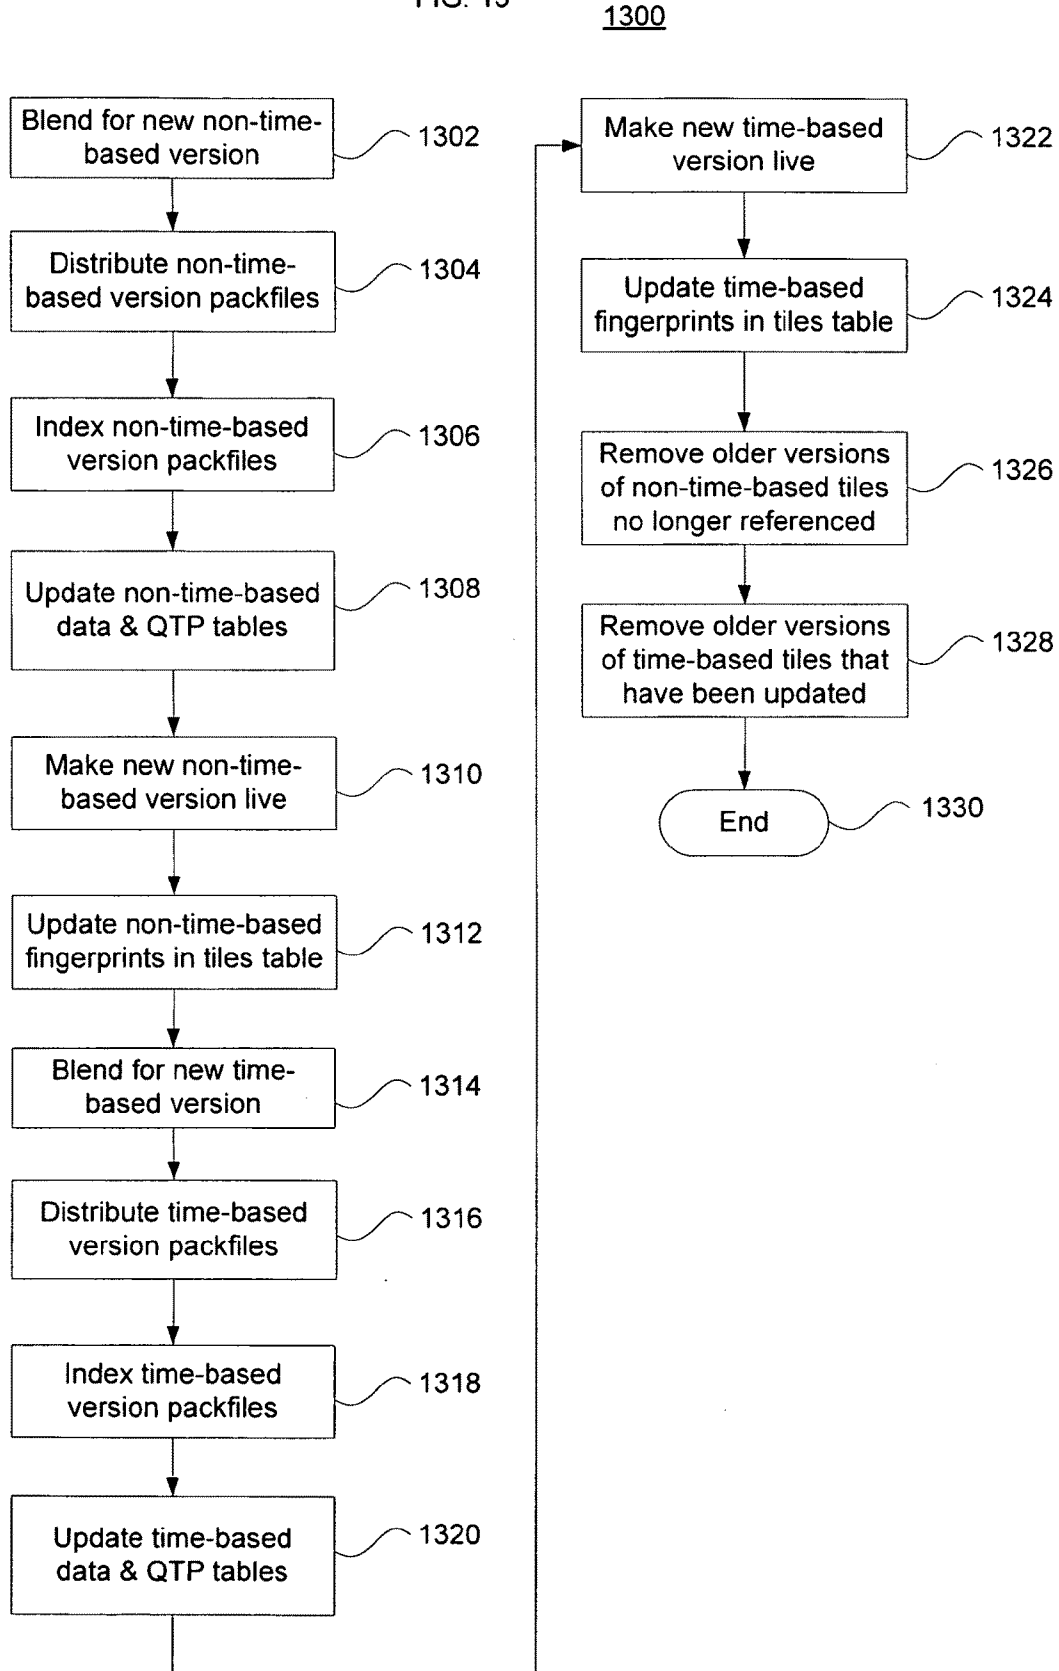 1300
Blend for new non-time-
based version
1302
Distribute non-time-
based version packfiles
1304
Index non-time-based
version packfiles
1306
Update non-time-based
data & QTP tables
1308
Make new non-time-
based version live
1310
Update non-time-based
fingerprints in tiles table
1312
Blend for new time-
based version
1314
Distribute time-based
version packfiles
1316
Index time-based
version packfiles
1318
Update time-based
data & QTP tables
1320
Make new time-based
version live
1322
Update time-based
fingerprints in tiles table
1324
Remove older versions
of non-time-based tiles
no longer referenced
1326
Remove older versions
of time-based tiles that
have been updated
1328
End
1330